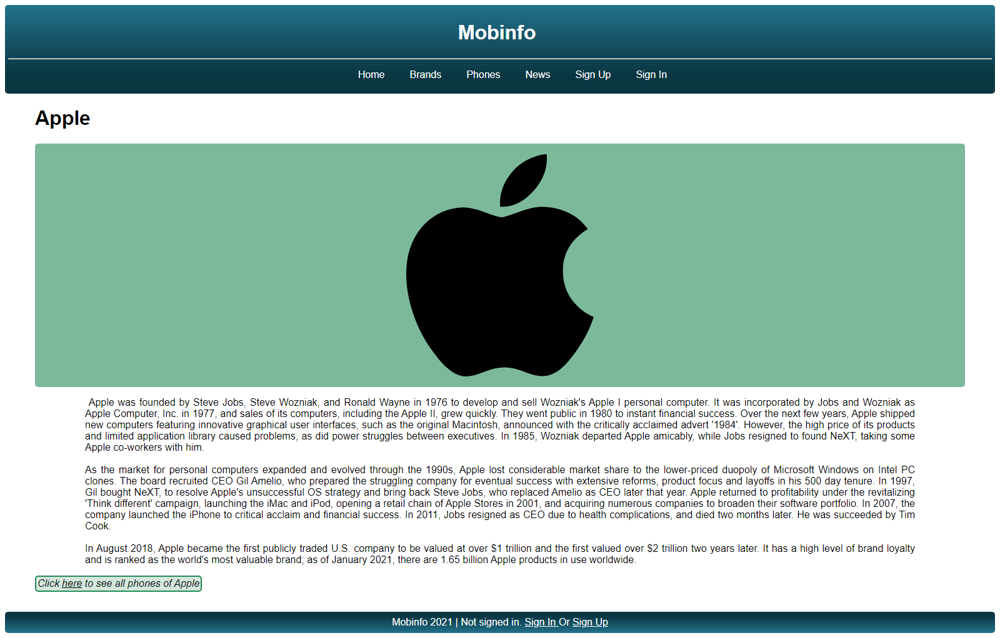 Mobinfo
Home Brands Phones News Sign Up Sign In
Apple
Apple was founded by Steve Jobs, Steve Wozniak, and Ronald Wayne in 1976 to develop and sell Wozniak's Apple I personal computer. It was incorporated by Jobs and Wozniak as
Apple Computer, Inc. in 1977, and sales of its computers, including the Apple II, grew quickly. They went public in 1980 to instant financial success. Over the next few years, Apple shipped
new computers featuring innovative graphical user interfaces, such as the original Macintosh, announced with the critically acclaimed advert '1984'. However, the high price of its products
and limited application library caused problems, as did power struggles between executives. In 1985, Wozniak departed Apple amicably, while Jobs resigned to found NeXT, taking some
Apple co-workers with him.
As the market for personal computers expanded and evolved through the 1990s, Apple lost considerable market share to the lower-priced duopoly of Microsoft Windows on Intel PC
clones. The board recruited CEO Gil Amelio, who prepared the struggling company for eventual success with extensive reforms, product focus and layoffs in his 500 day tenure. In 1997,
Gil bought NeXT, to resolve Apple's unsuccessful OS strategy and bring back Steve Jobs, who replaced Amelio as CEO later that year. Apple returned to profitability under the revitalizing
'Think different' campaign, launching the iMac and iPod, opening a retail chain of Apple Stores in 2001, and acquiring numerous companies to broaden their software portfolio. In 2007, the
company launched the iPhone to critical acclaim and financial success. In 2011, Jobs resigned as CEO due to health complications, and died two months later. He was succeeded by Tim
Cook.
In August 2018, Apple became the first publicly traded U.S. company to be valued at over $1 trillion and the first valued over $2 trillion two years later. It has a high level of brand loyalty
and is ranked as the world's most valuable brand; as of January 2021, there are 1.65 billion Apple products in use worldwide.
Click here to see all phones of Apple
Mobinfo 2021 | Not signed in. Sign In Or Sign Up